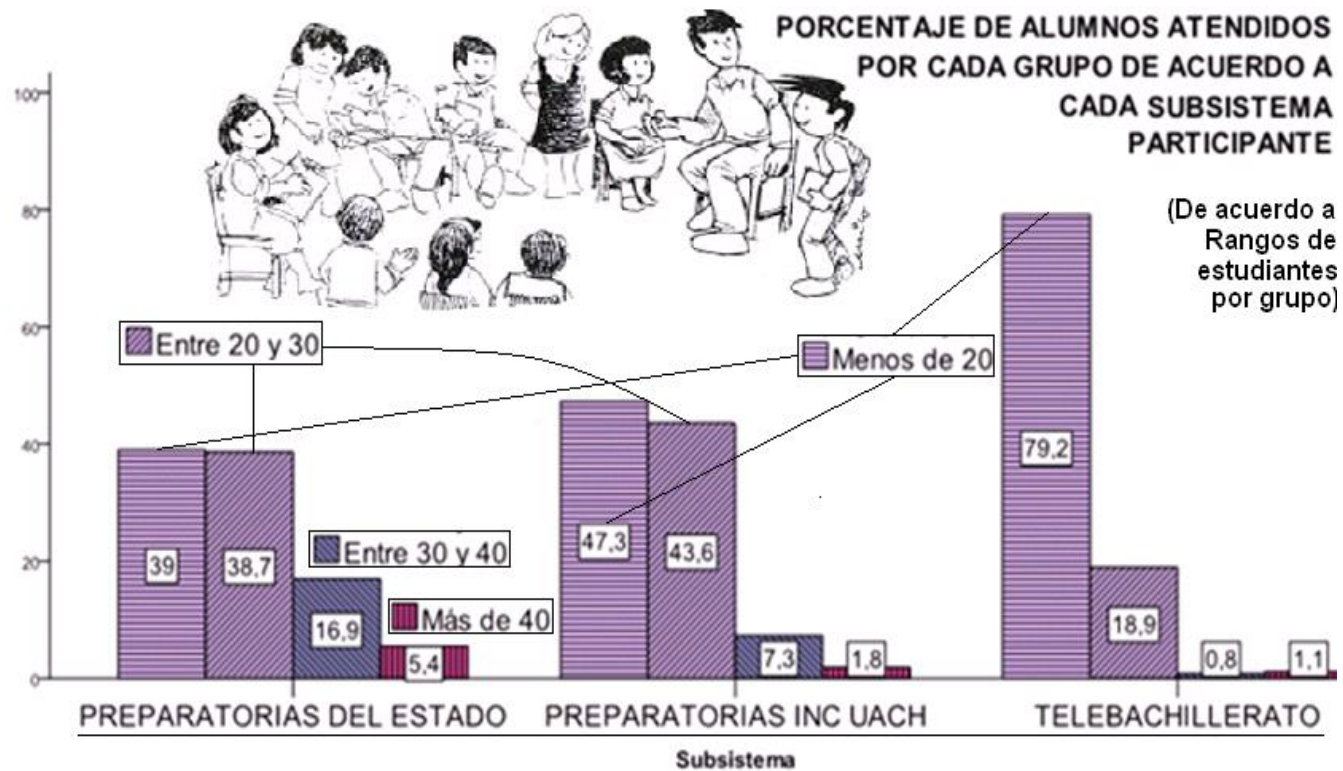 PORCENTAJE DE ALUMNOS ATENDIDOS
POR CADA GRUPO DE ACUERDO A
CADA SUBSISTEMA
PARTICIPANTE
(De acuerdo a
Rangos de
estudiantes
por grupo)
100
80
60
40
20
0
Entre 20 y 30
Menos de 20
Entre 30 y 40
Más de 40
39
38,7
16,9
5,4
47,3
43,6
7,3
1,8
79,2
18,9
0,8
1,1
PREPARATORIAS DEL ESTADO
PREPARATORIAS INC UACH
TELEBACHILLERATO
Subsistema